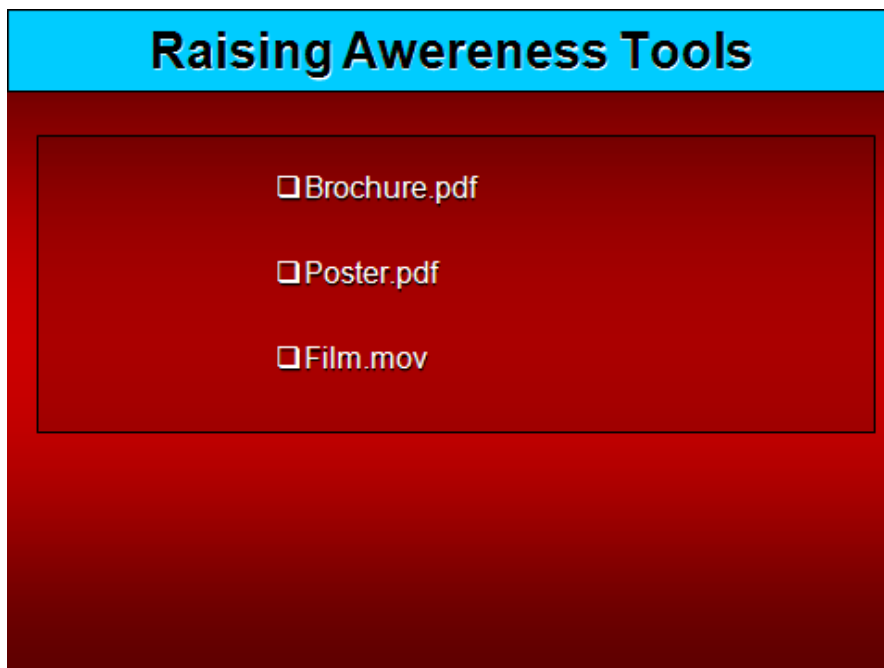 Raising Awereness Tools
❑Brochure.pdf
❑Poster.pdf
❑Film.mov